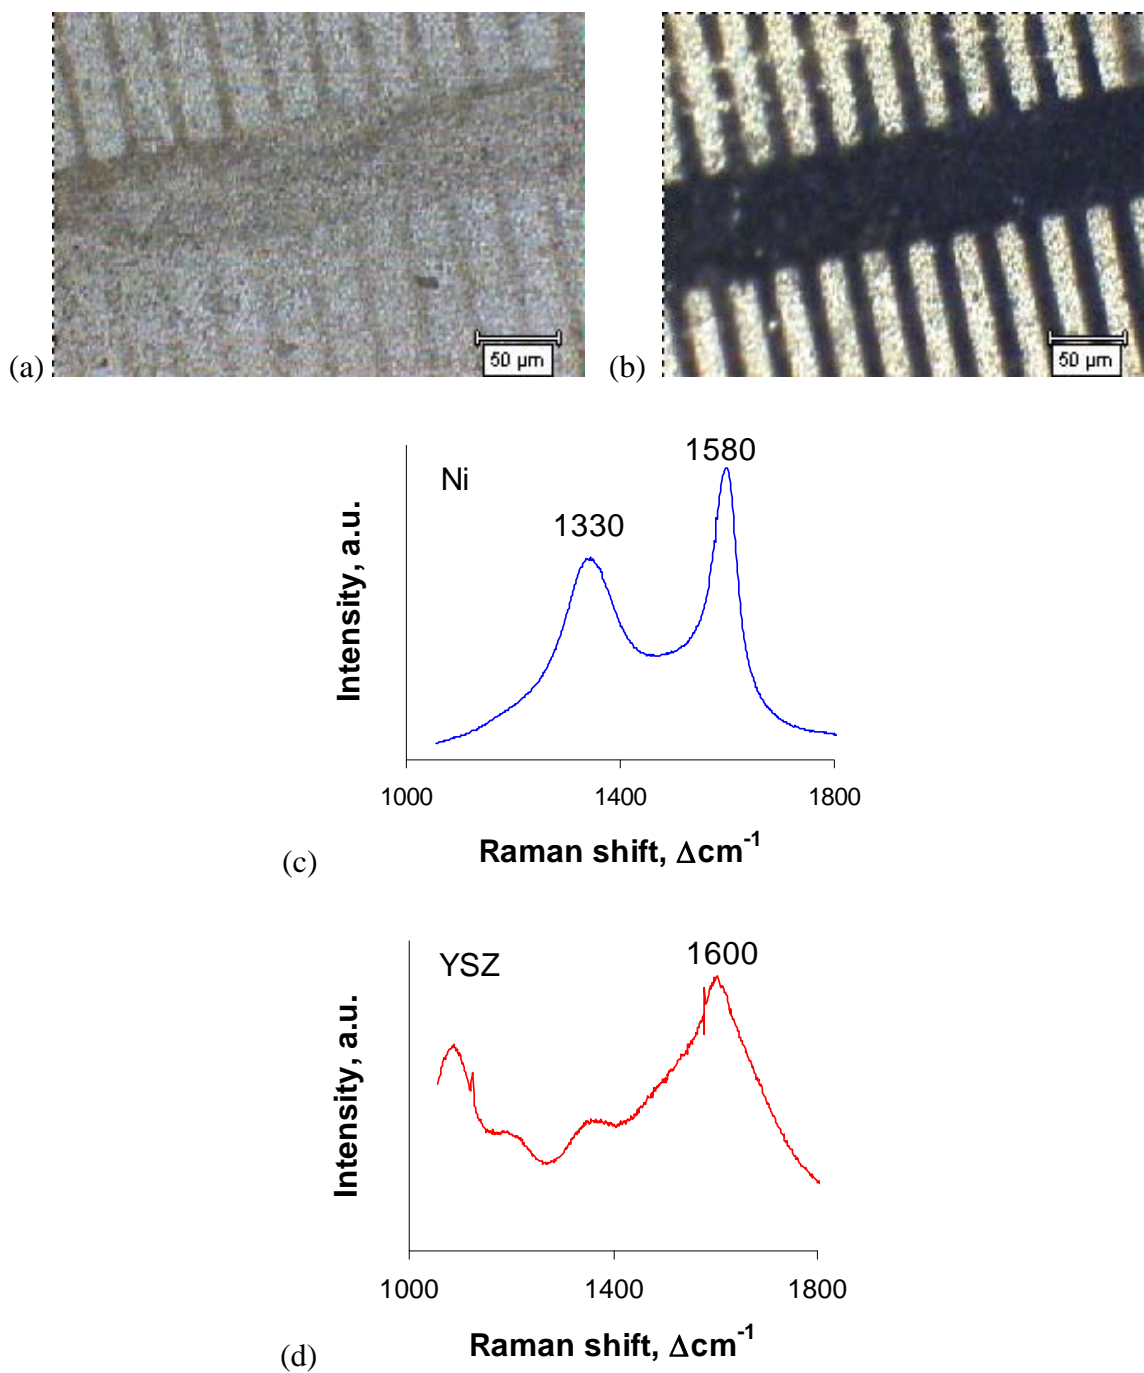 (a) 50 µm (b) 50 µm
Ni
1330
1580
Intensity, a.u.
1000 1400 1800
Raman shift, Δcm⁻¹
(c)
YSZ
1600
Intensity, a.u.
1000 1400 1800
Raman shift, Δcm⁻¹
(d)